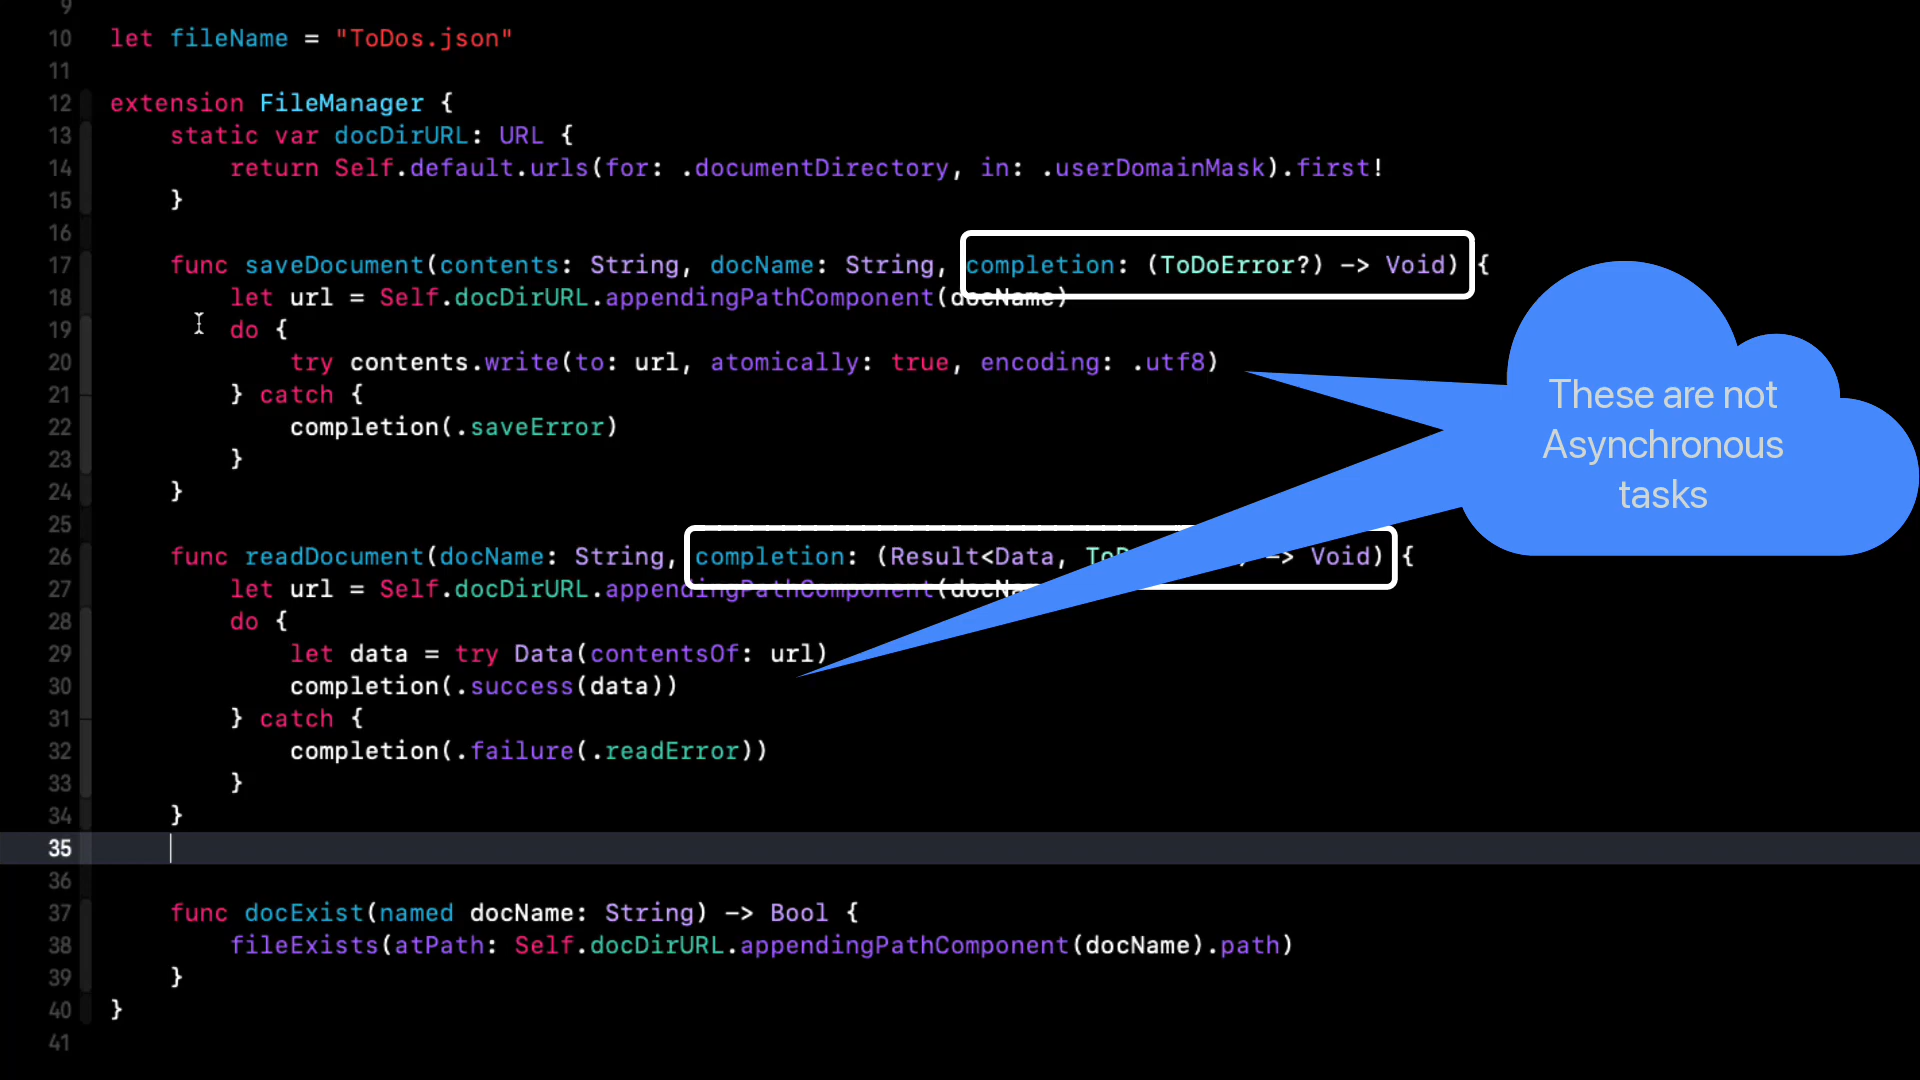 9
10 let fileName = "ToDos.json"
11
12 extension FileManager {
13 static var docDirURL: URL {
14 return Self.default.urls(for: .documentDirectory, in: .userDomainMask).first!
15 }
16
17 func saveDocument(contents: String, docName: String, completion: (ToDoError?) -> Void) {
18 let url = Self.docDirURL.appendingPathComponent(docName)
19 do {
20 try contents.write(to: url, atomically: true, encoding: .utf8)
21 } catch {
22 completion(.saveError)
23 }
24 }
25
26 func readDocument(docName: String, completion: (Result<Data, -> Void) {
27 let url = Self.docDirURL.appendingPathComponent(
28 do {
29 let data = try Data(contentsOf: url)
30 completion(.success(data))
31 } catch {
32 completion(.failure(.readError))
33 }
34 }
35
36
37 func docExist(named docName: String) -> Bool {
38 fileExists(atPath: Self.docDirURL.appendingPathComponent(docName).path)
39 }
40 }
41
These are not
Asynchronous
tasks